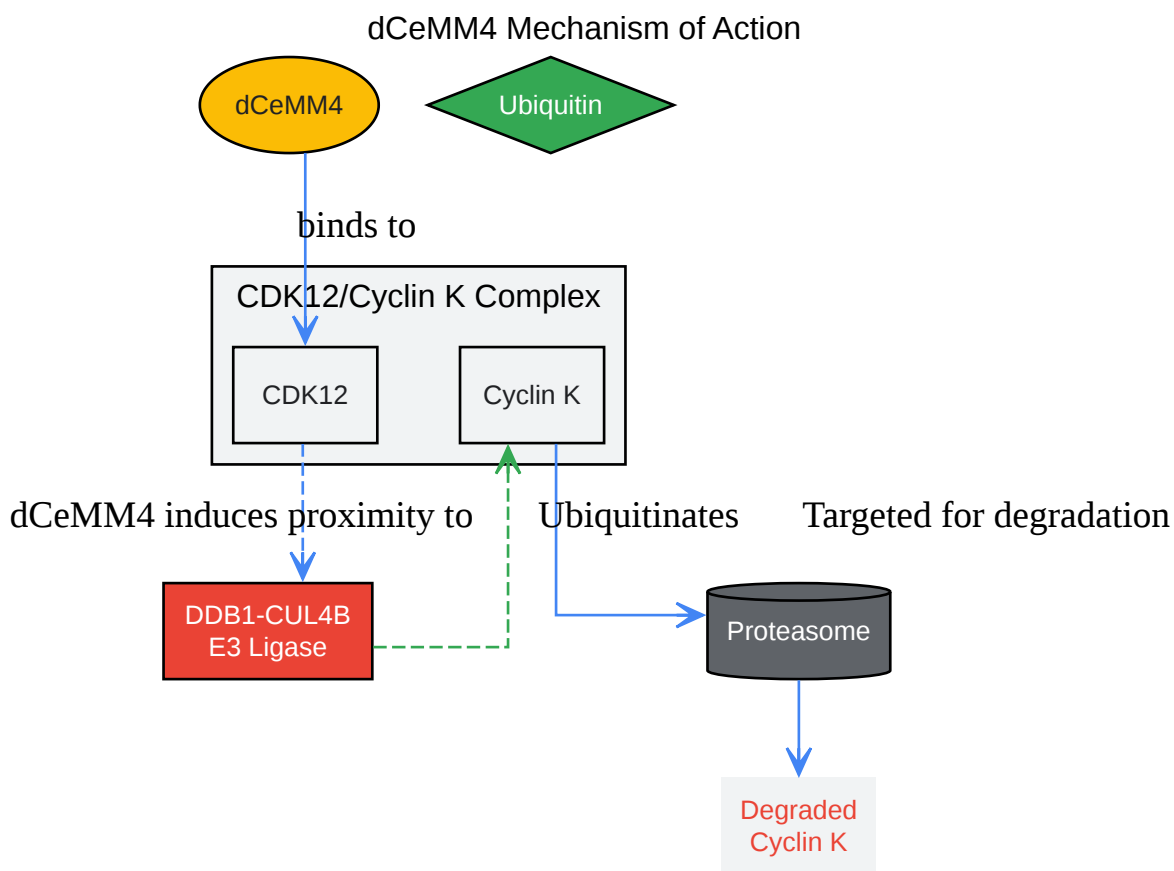 dCeMM4 Mechanism of Action
dCeMM4
Ubiquitin
binds to
CDK12/Cyclin K Complex
CDK12
Cyclin K
dCeMM4 induces proximity to
Ubiquitinates
Targeted for degradation
DDB1-CUL4B
E3 Ligase
Proteasome
Degraded
Cyclin K